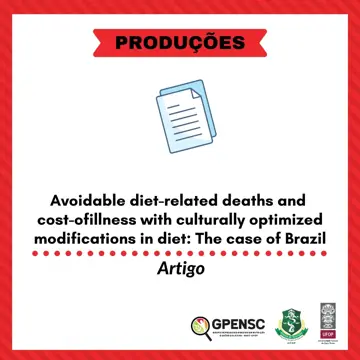 PRODUÇÕES
Avoidable diet-related deaths and
cost-ofillness with culturally optimized
modifications in diet: The case of Brazil
Artigo
GPENSC
UFOP